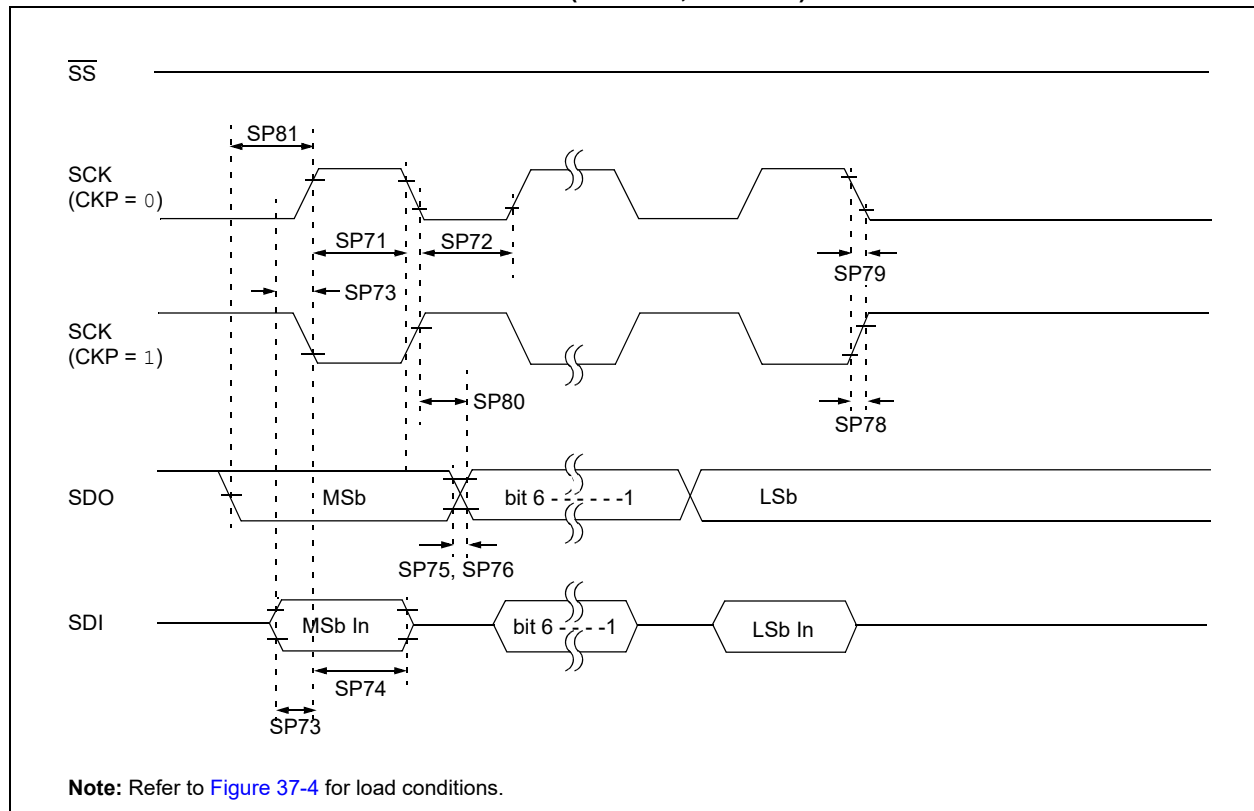 SS
SP81
SCK
(CKP = 0)
SP71
SP72
SP79
SP73
SCK
(CKP = 1)
SP80
SP78
SDO
MSb
bit 6 - - - - - -1
LSb
SP75, SP76
SDI
MSb In
bit 6 - - - -1
LSb In
SP74
SP73
Note: Refer to Figure 37-4 for load conditions.